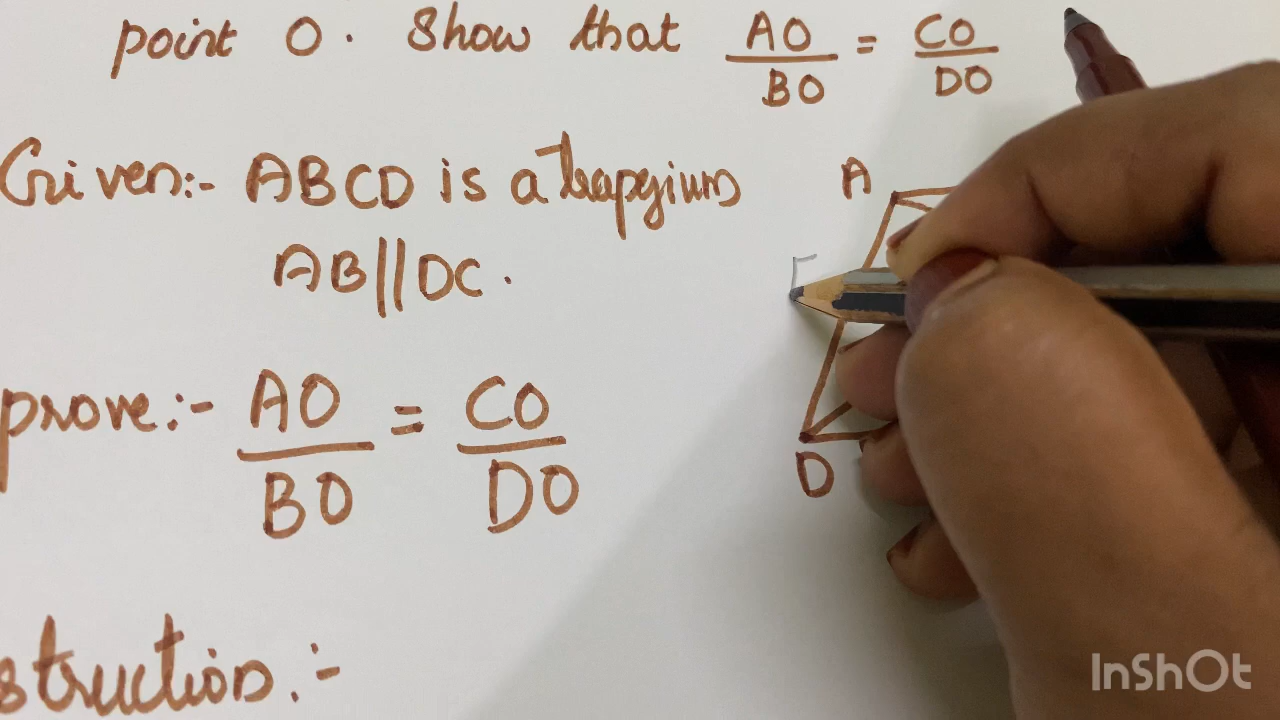 point O. Show that AO/BO = CO/DO
Given:- ABCD is a trapezium
AB||DC.
prove:- AO/BO = CO/DO
struction:-
A
D
InShOt